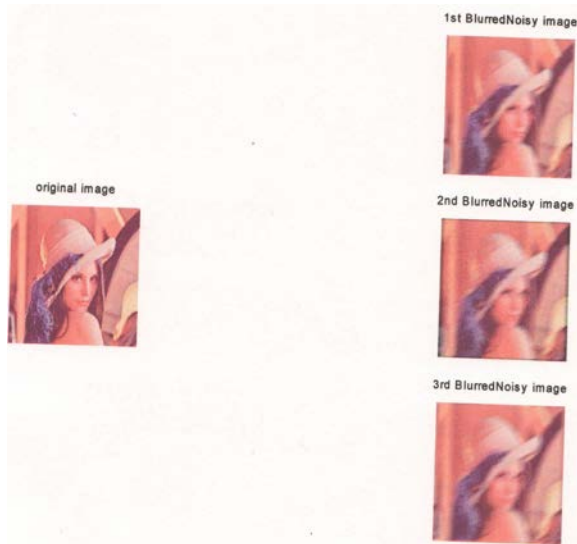 1st BlurredNoisy image
original image
2nd BlurredNoisy image
3rd BlurredNoisy image